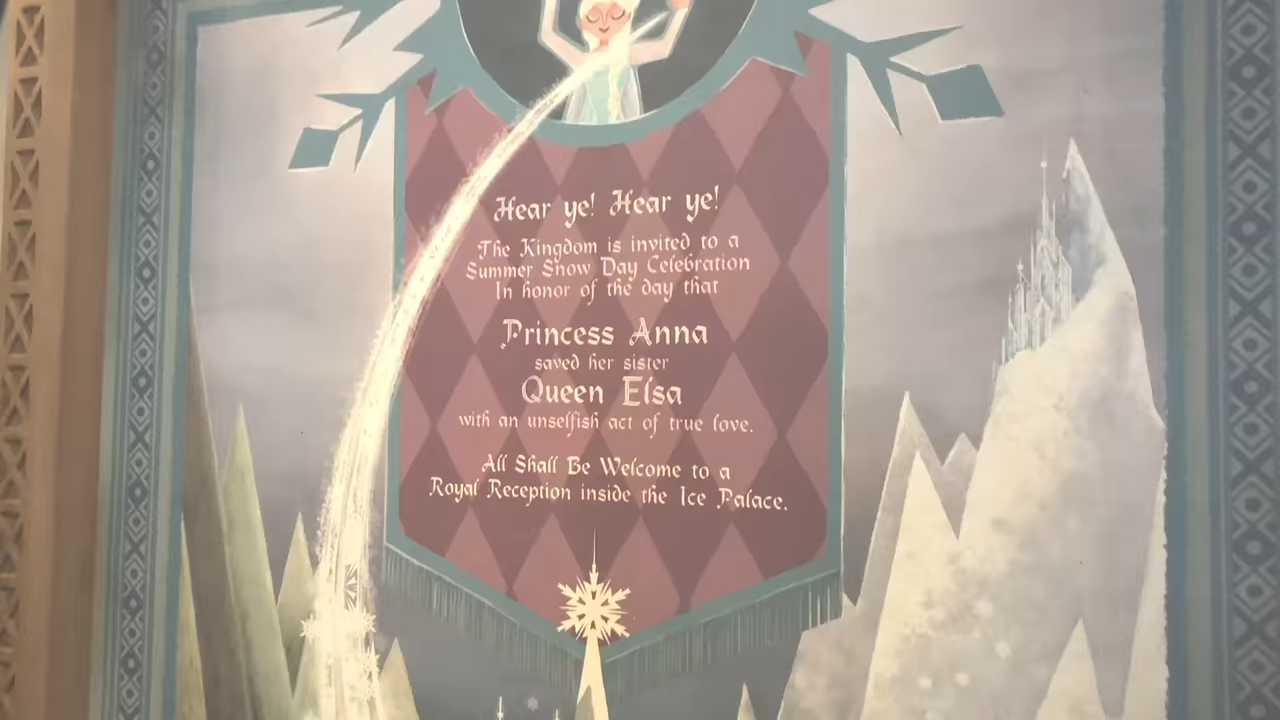 Hear ye! Hear ye!
The Kingdom is invited to a
Summer Snow Day Celebration
In honor of the day that
Princess Anna
saved her sister
Queen Elsa
with an unselfish act of true love.
All Shall Be Welcome to a
Royal Reception inside the Ice Palace.